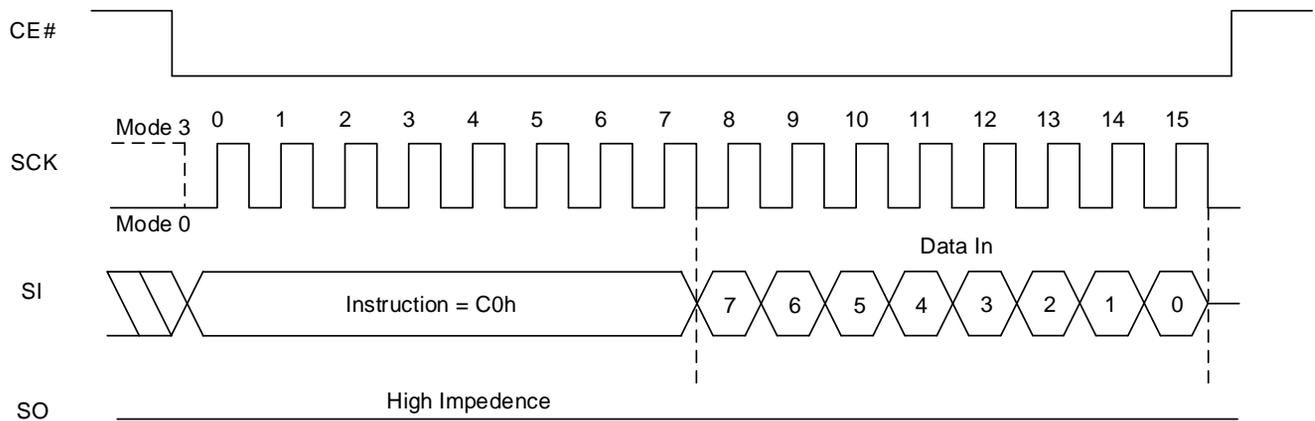 CE#
Mode 3 0 1 2 3 4 5 6 7 8 9 10 11 12 13 14 15
SCK
Mode 0
Data In
SI
Instruction = C0h 7 6 5 4 3 2 1 0
High Impedence
SO